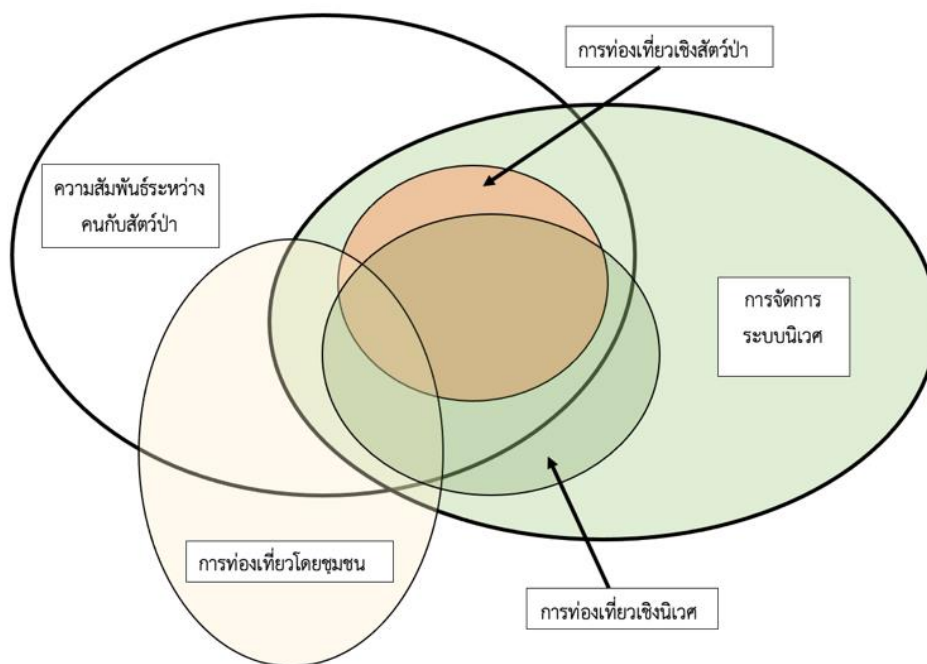 การท่องเที่ยวเชิงสัตว์ป่า
ความสัมพันธ์ระหว่าง
คนกับสัตว์ป่า
การจัดการ
ระบบนิเวศ
การท่องเที่ยวโดยชุมชน
การท่องเที่ยวเชิงนิเวศ